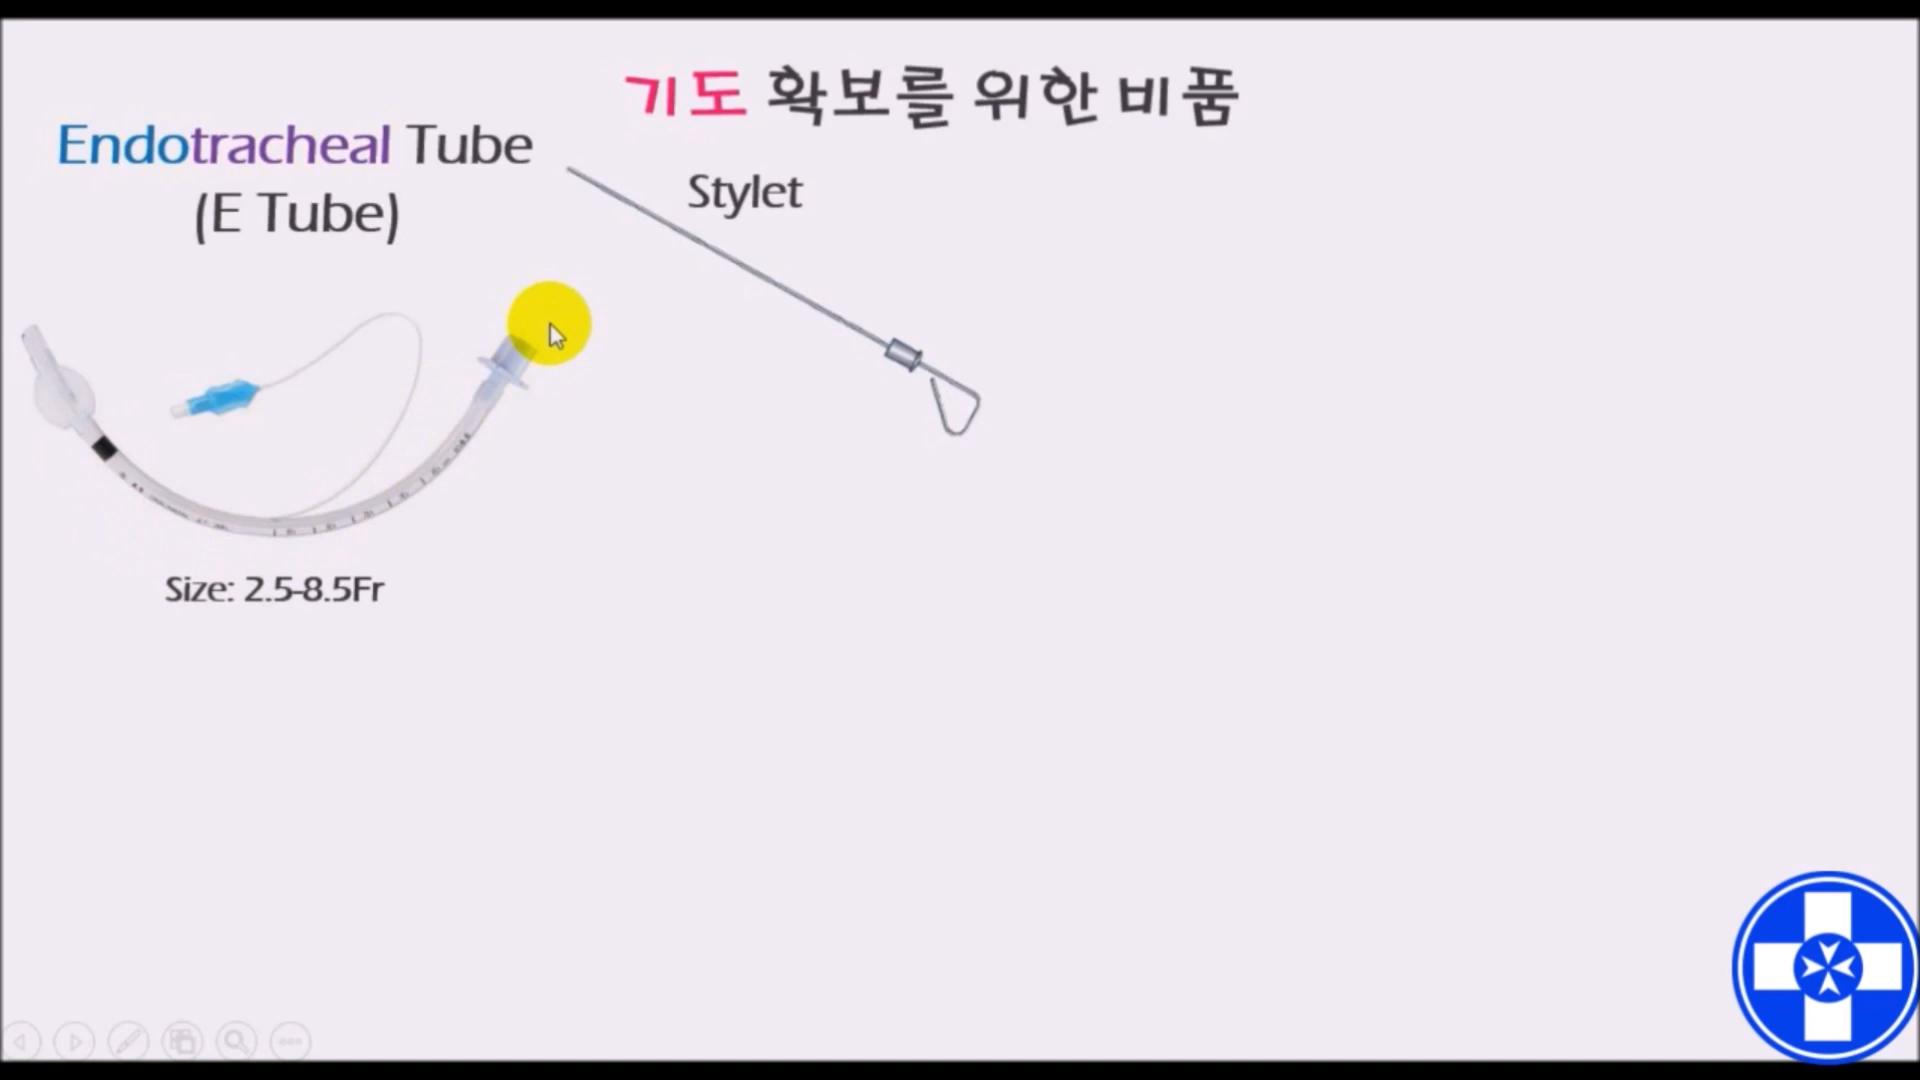 기도 확보를 위한 비품
Endotracheal Tube
(E Tube)
Stylet
Size: 2.5-8.5Fr